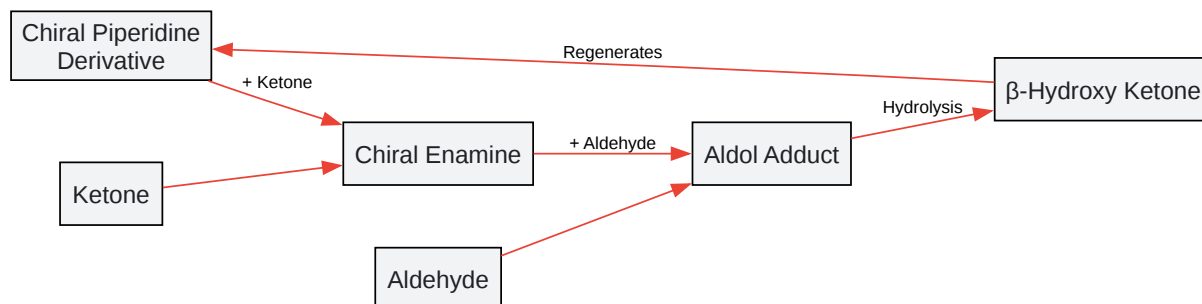 Chiral Piperidine
Derivative
Regenerates
+ Ketone
β-Hydroxy Ketone
Hydrolysis
Chiral Enamine
+ Aldehyde
Aldol Adduct
Ketone
Aldehyde